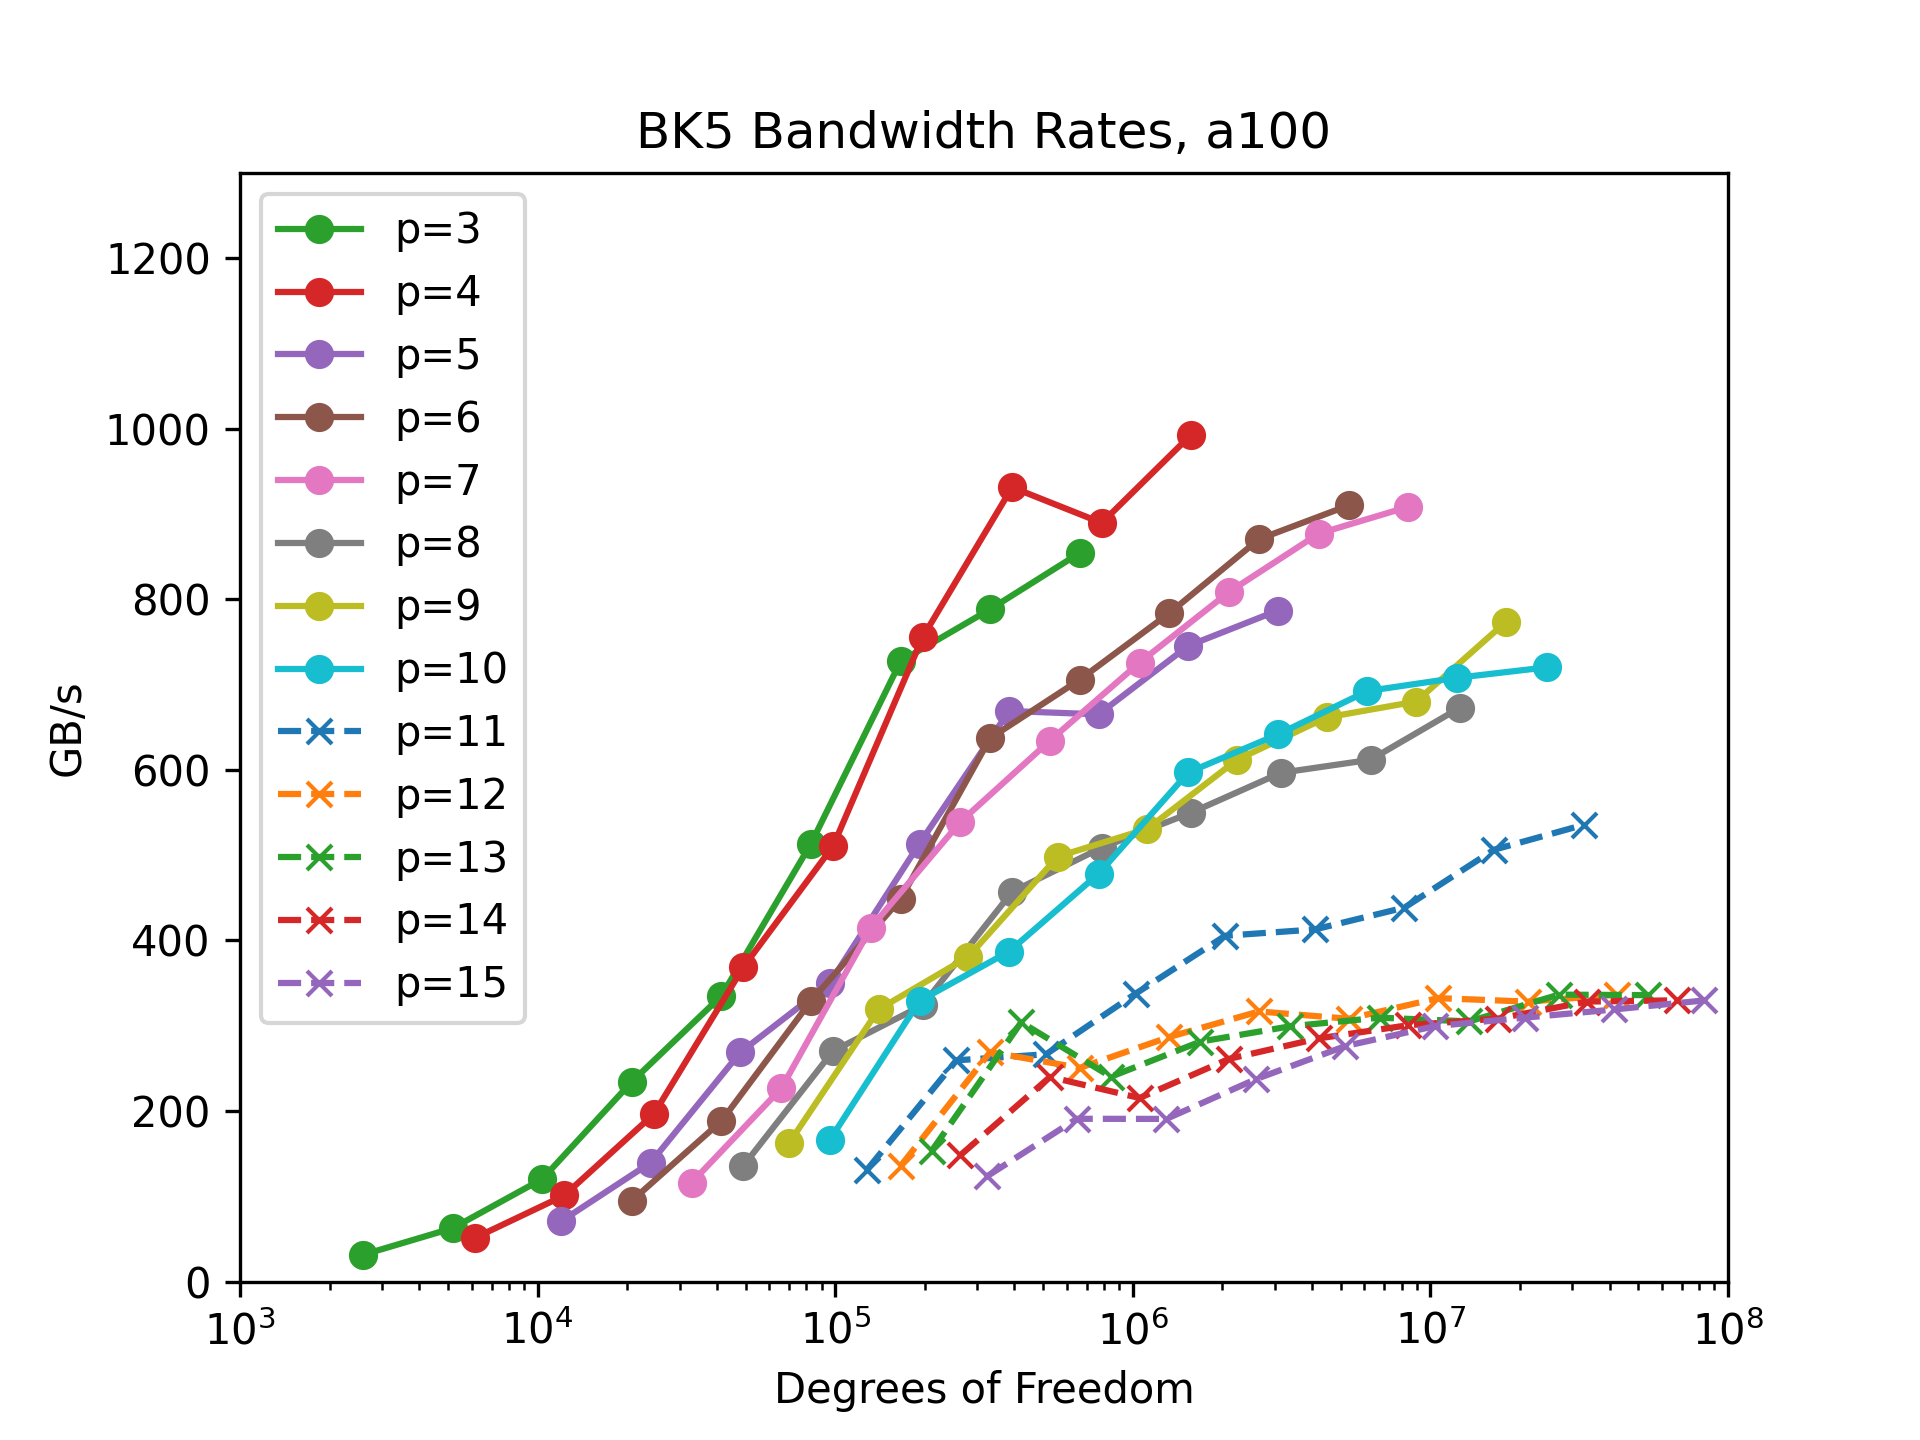 BK5 Bandwidth Rates, a100
GB/s
1200
1000
800
600
400
200
0
p=3
p=4
p=5
p=6
p=7
p=8
p=9
p=10
p=11
p=12
p=13
p=14
p=15
10³ 10⁴ 10⁵ 10⁶ 10⁷ 10⁸
Degrees of Freedom